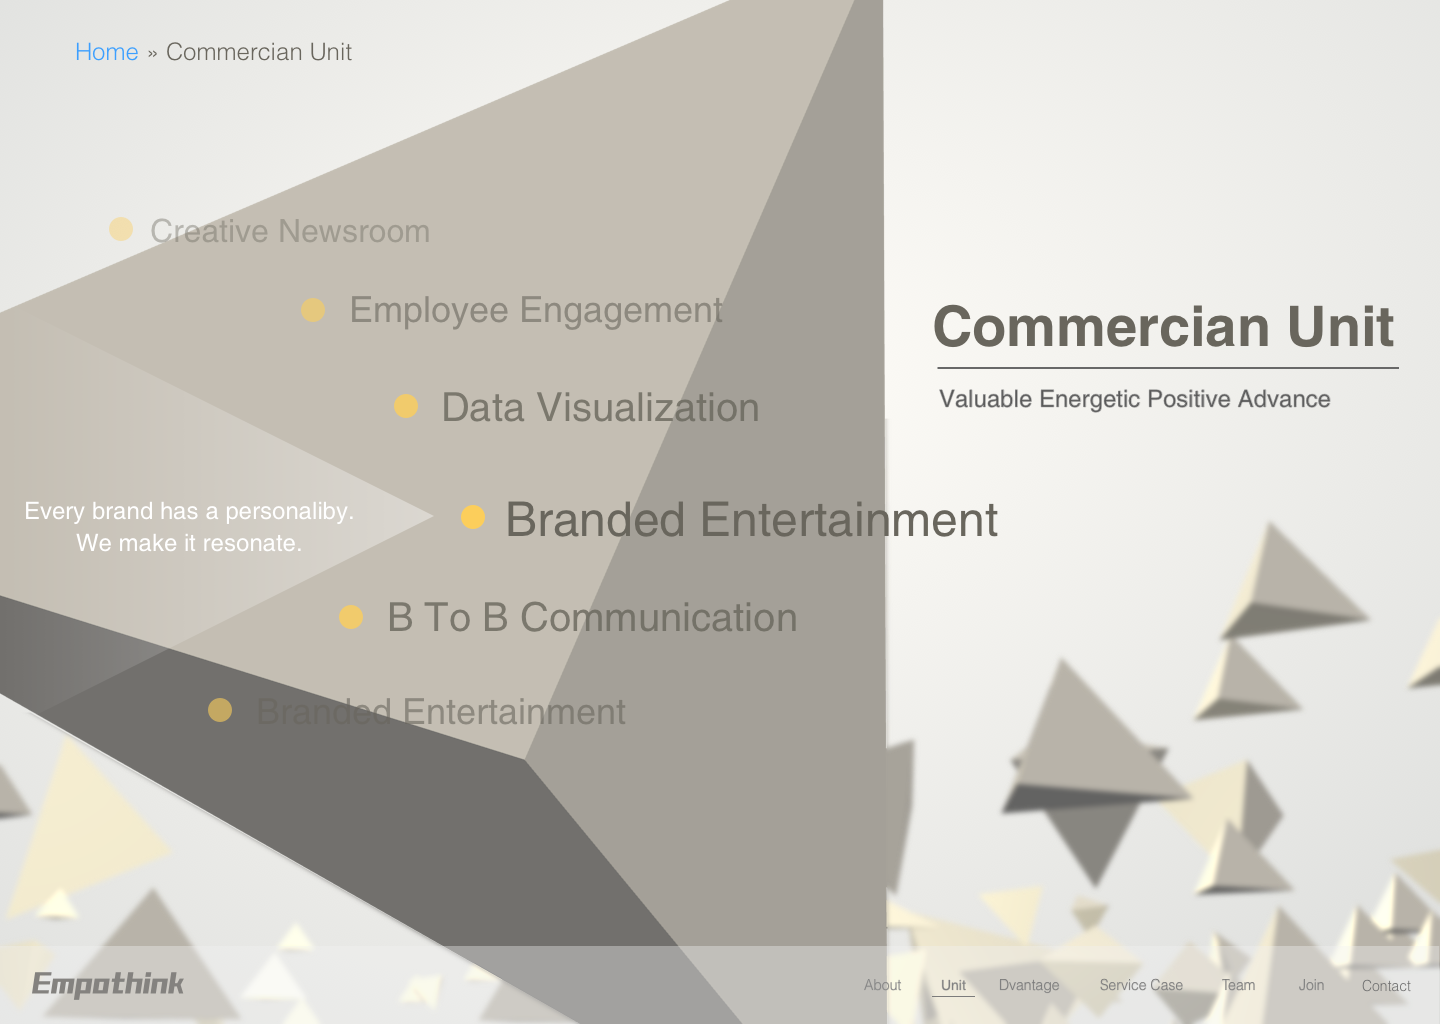 Home » Commercian Unit
Creative Newsroom
Employee Engagement
Data Visualization
Branded Entertainment
B To B Communication
Branded Entertainment
Every brand has a personaliby.
We make it resonate.
Commercian Unit
Valuable Energetic Positive Advance
Empothink
About Unit Dvantage Service Case Team Join Contact